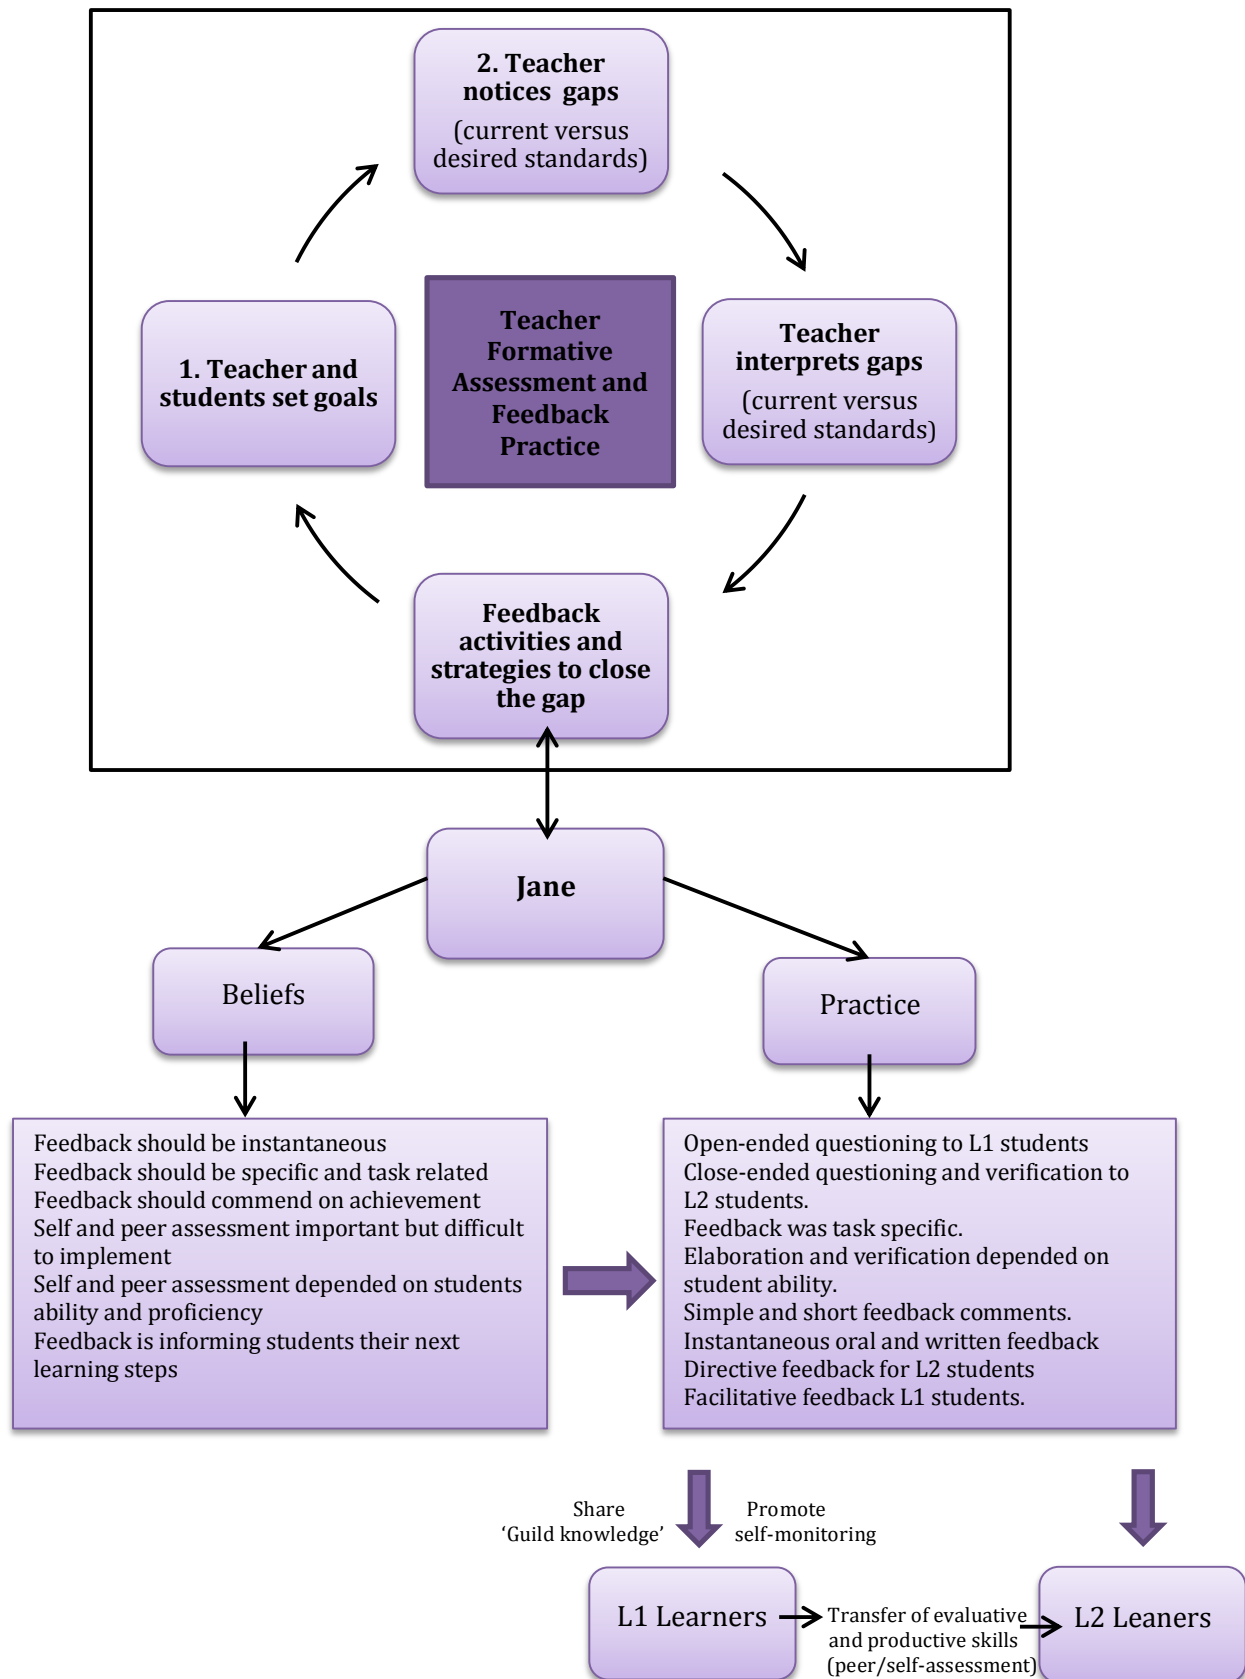 2. Teacher
notices  gaps
(current versus
desired standards)
1. Teacher and
students set goals
Teacher
Formative
Assessment and
Feedback
Practice
Teacher
interprets gaps
(current versus
desired standards)
Feedback
activities and
strategies to close
the gap
Jane
Beliefs
Practice
Feedback should be instantaneous
Feedback should be specific and task related
Feedback should commend on achievement
Self and peer assessment important but difficult
to implement
Self and peer assessment depended on students
ability and proficiency
Feedback is informing students their next
learning steps
Open-ended questioning to L1 students
Close-ended questioning and verification to
L2 students.
Feedback was task specific.
Elaboration and verification depended on
student ability.
Simple and short feedback comments.
Instantaneous oral and written feedback
Directive feedback for L2 students
Facilitative feedback L1 students.
Share
‘Guild knowledge’
Promote
self-monitoring
L1 Learners
Transfer of evaluative
and productive skills
(peer/self-assessment)
L2 Leaners